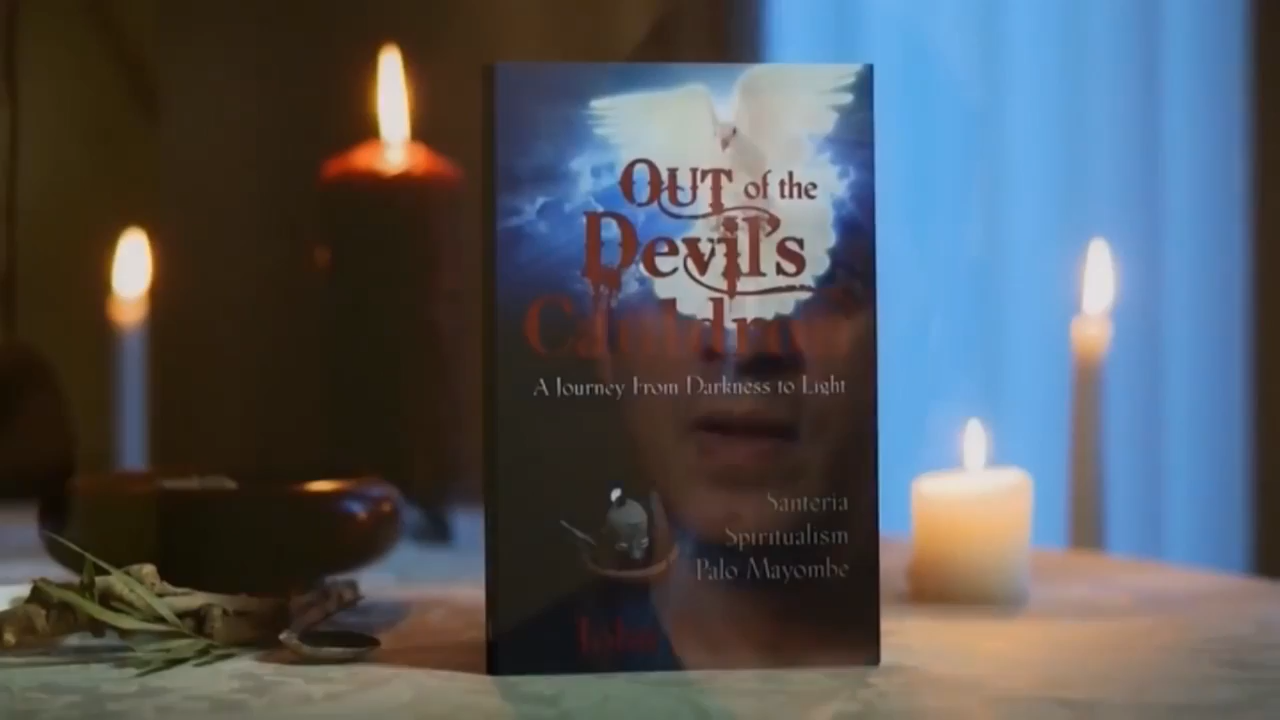 OUT of the
Devil's
Cauldron
A Journey From Darkness to Light
Santeria
Spiritualism
Palo Mayombe